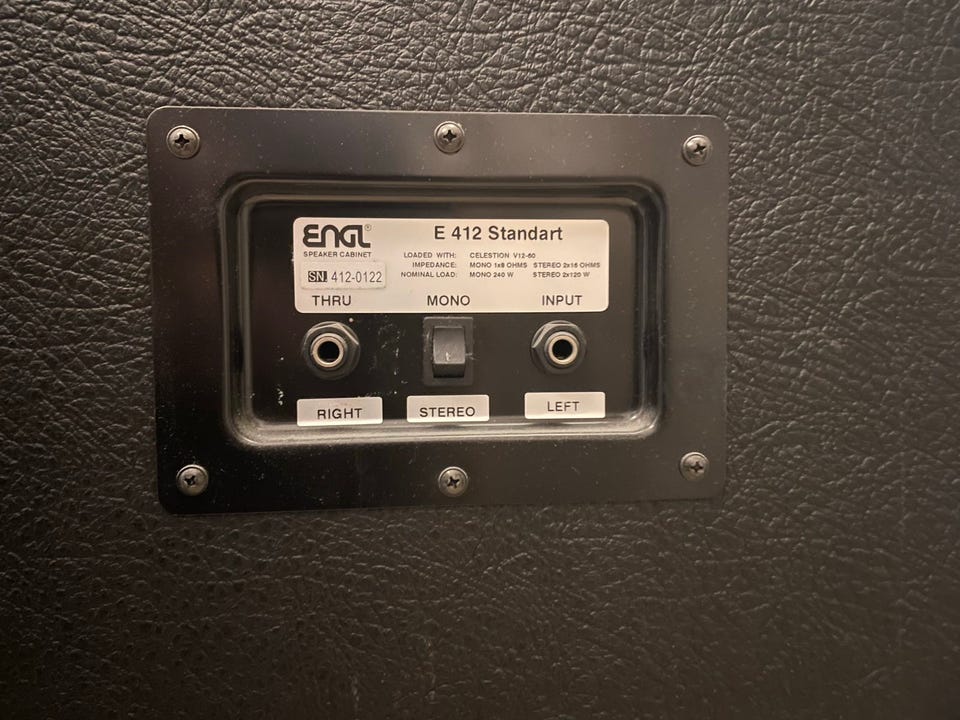 ENGL® E 412 Standart
SPEAKER CABINET
LOADED WITH: CELESTION V12-60
IMPEDANCE: MONO 1x8 OHMS STEREO 2x16 OHMS
NOMINAL LOAD: MONO 240 W STEREO 2x120 W
SN. 412-0122
THRU MONO INPUT
RIGHT STEREO LEFT